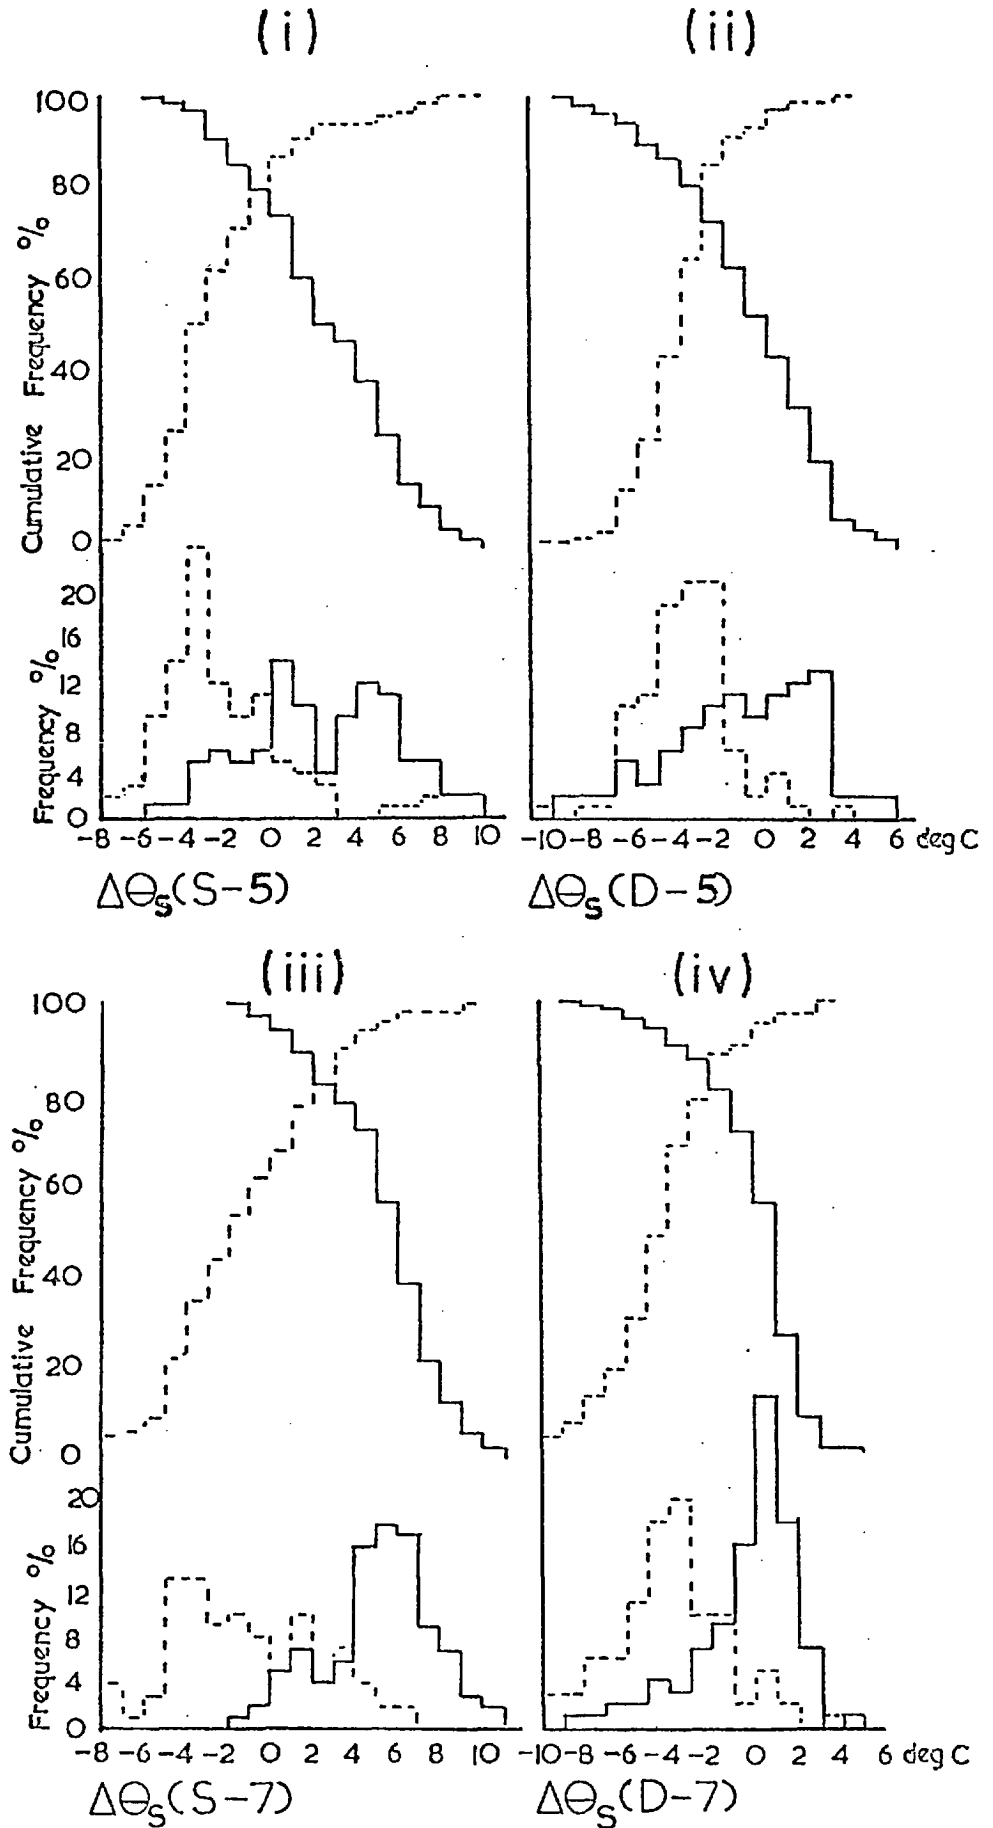 (i) (ii)
100
80
60
40
20
0
Cumulative Frequency %
20
16
12
8
4
0
Frequency %
-8 -6 -4 -2 0 2 4 6 8 10
-10 -8 -6 -4 -2 0 2 4 6 deg C
ΔΘs(S-5) ΔΘs(D-5)
(iii) (iv)
100
80
60
40
20
0
Cumulative Frequency %
20
16
12
8
4
0
Frequency %
-8 -6 -4 -2 0 2 4 6 8 10
-10 -8 -6 -4 -2 0 2 4 6 deg C
ΔΘs(S-7) ΔΘs(D-7)